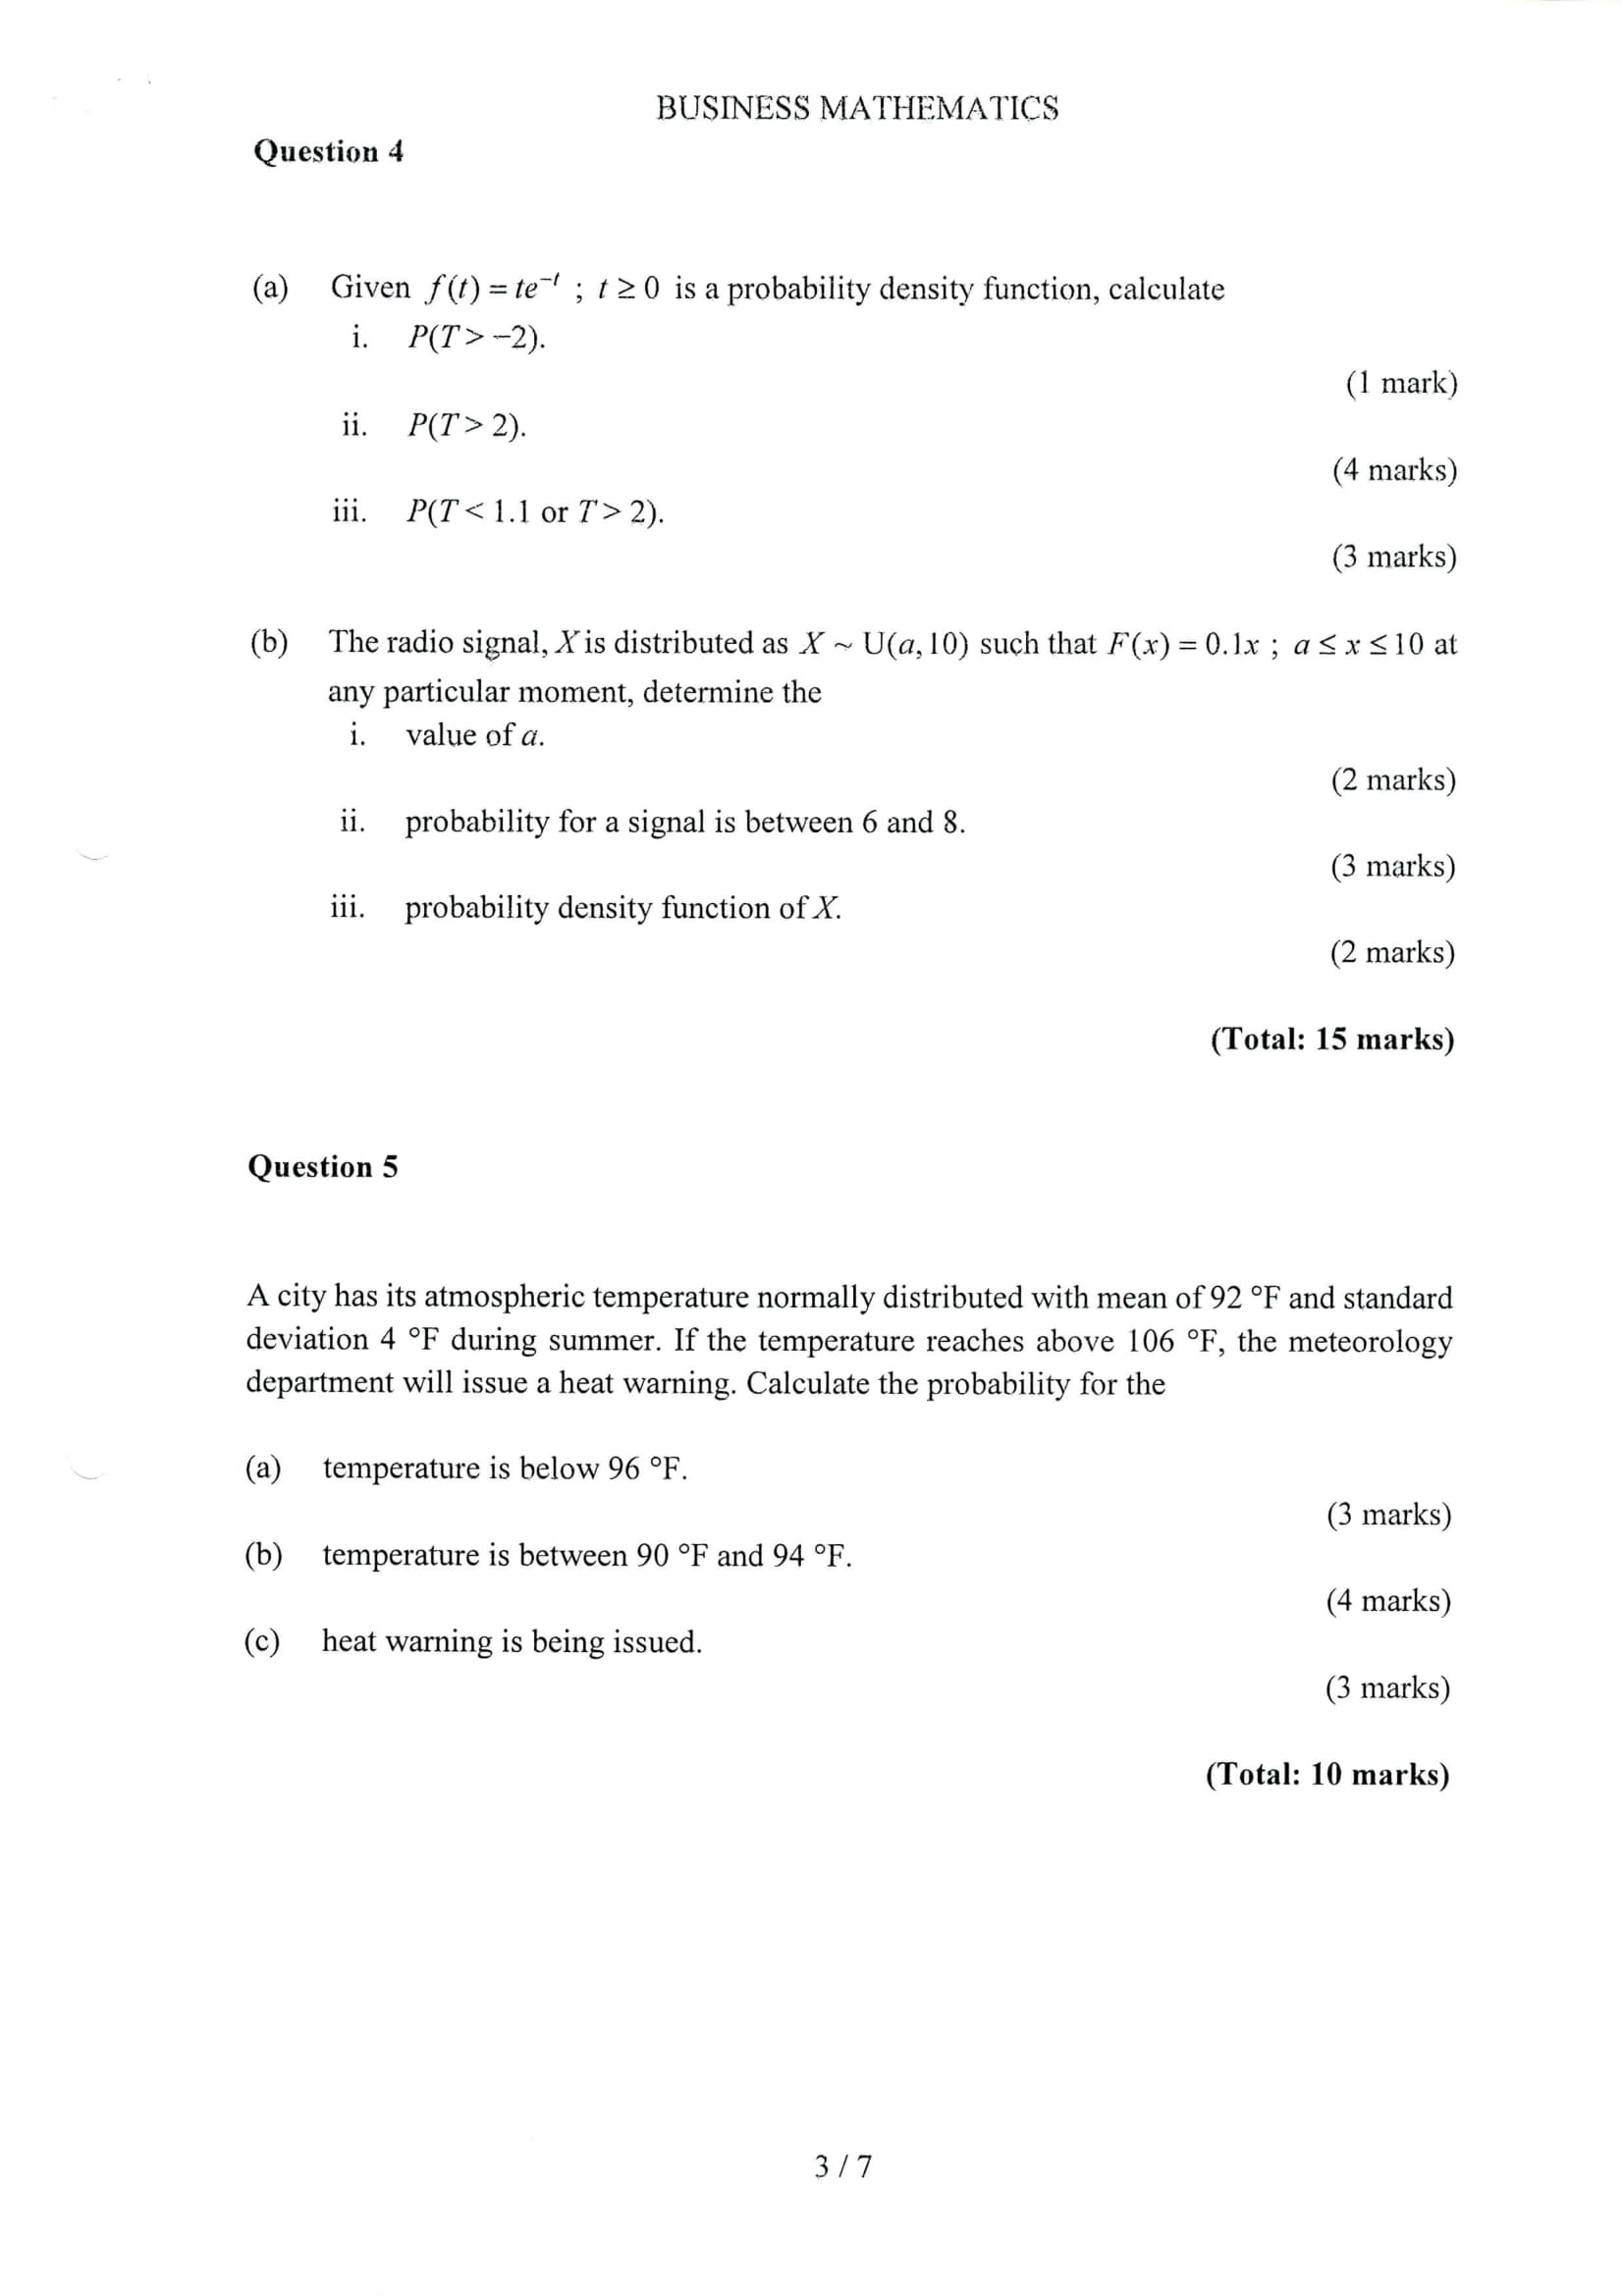 BUSINESS MATHEMATICS
Question 4
(a) Given f(t) = te⁻ᵗ ; t ≥ 0 is a probability density function, calculate
i. P(T > −2).
(1 mark)
ii. P(T > 2).
(4 marks)
iii. P(T < 1.1 or T > 2).
(3 marks)
(b) The radio signal, X is distributed as X ~ U(a, 10) such that F(x) = 0.1x ; a ≤ x ≤ 10 at
any particular moment, determine the
i. value of a.
(2 marks)
ii. probability for a signal is between 6 and 8.
(3 marks)
iii. probability density function of X.
(2 marks)
(Total: 15 marks)
Question 5
A city has its atmospheric temperature normally distributed with mean of 92 °F and standard
deviation 4 °F during summer. If the temperature reaches above 106 °F, the meteorology
department will issue a heat warning. Calculate the probability for the
(a) temperature is below 96 °F.
(3 marks)
(b) temperature is between 90 °F and 94 °F.
(4 marks)
(c) heat warning is being issued.
(3 marks)
(Total: 10 marks)
3 / 7